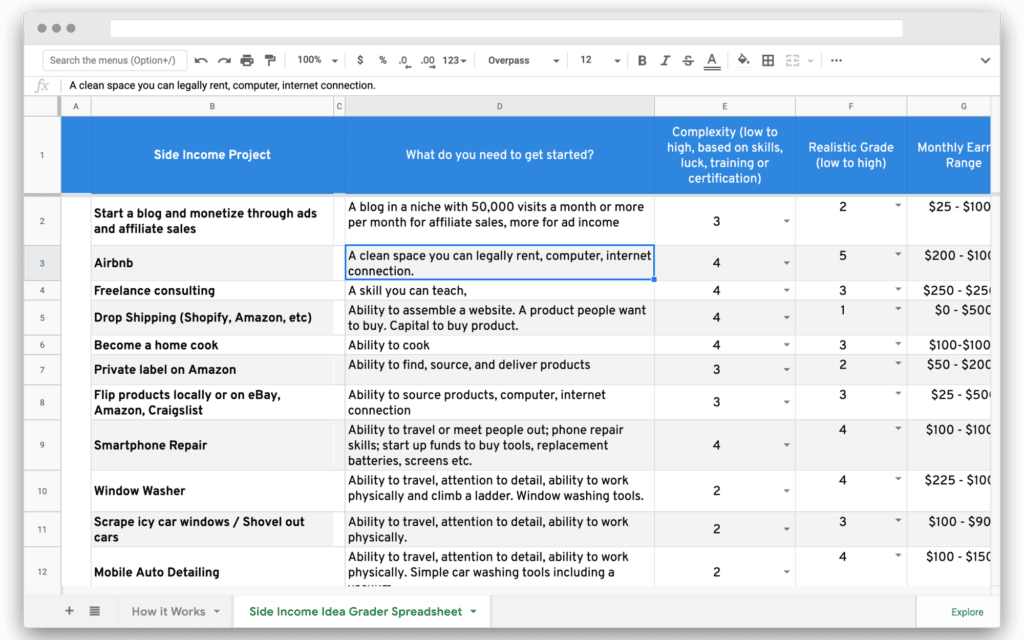 Search the menus (Option+/)
100%
$
%
.0
.00
123
Overpass
12
B
I
S
A
fx
A clean space you can legally rent, computer, internet connection.
A
B
C
D
E
F
G
1
Side Income Project
What do you need to get started?
Complexity (low to
high, based on skills,
luck, training or
certification)
Realistic Grade
(low to high)
Monthly Earn
Range
2
Start a blog and monetize through ads
and affiliate sales
A blog in a niche with 50,000 visits a month or more
per month for affiliate sales, more for ad income
3
2
$25 - $100
3
Airbnb
A clean space you can legally rent, computer, internet
connection.
4
5
$200 - $100
4
Freelance consulting
A skill you can teach,
4
3
$250 - $250
5
Drop Shipping (Shopify, Amazon, etc)
Ability to assemble a website. A product people want
to buy. Capital to buy product.
4
1
$0 - $500
6
Become a home cook
Ability to cook
4
3
$100-$100
7
Private label on Amazon
Ability to find, source, and deliver products
3
2
$50 - $200
8
Flip products locally or on eBay,
Amazon, Craigslist
Ability to source products, computer, internet
connection
3
3
$25 - $500
9
Smartphone Repair
Ability to travel or meet people out; phone repair
skills; start up funds to buy tools, replacement
batteries, screens etc.
4
4
$100 - $100
10
Window Washer
Ability to travel, attention to detail, ability to work
physically and climb a ladder. Window washing tools.
2
4
$225 - $100
11
Scrape icy car windows / Shovel out
cars
Ability to travel, attention to detail, ability to work
physically.
2
3
$100 - $90
12
Mobile Auto Detailing
Ability to travel, attention to detail, ability to work
physically. Simple car washing tools including a
2
4
$100 - $150
How it Works
Side Income Idea Grader Spreadsheet
Explore